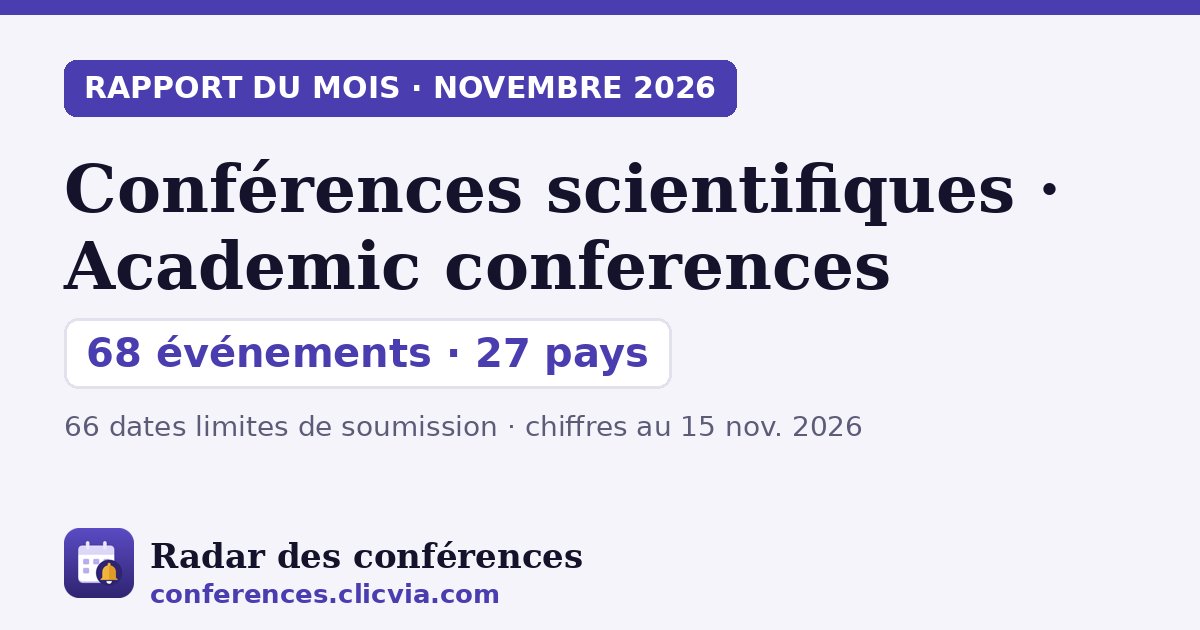 RAPPORT DU MOIS · NOVEMBRE 2026
Conférences scientifiques ·
Academic conferences
68 événements · 27 pays
66 dates limites de soumission · chiffres au 15 nov. 2026
Radar des conférences
conferences.clicvia.com